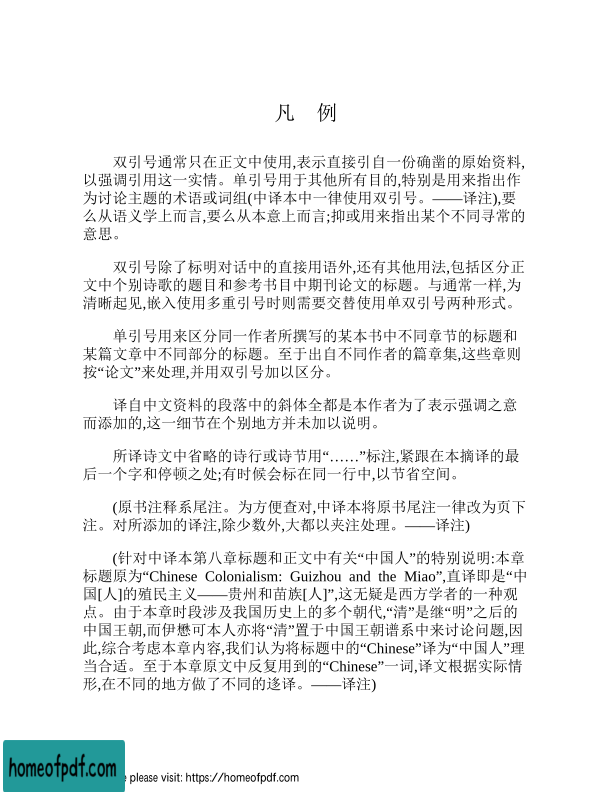 凡　例
双引号通常只在正文中使用,表示直接引自一份确凿的原始资料,
以强调引用这一实情。单引号用于其他所有目的,特别是用来指出作
为讨论主题的术语或词组(中译本中一律使用双引号。——译注),要
么从语义学上而言,要么从本意上而言;抑或用来指出某个不同寻常的
意思。
双引号除了标明对话中的直接用语外,还有其他用法,包括区分正
文中个别诗歌的题目和参考书目中期刊论文的标题。与通常一样,为
清晰起见,嵌入使用多重引号时则需要交替使用单双引号两种形式。
单引号用来区分同一作者所撰写的某本书中不同章节的标题和
某篇文章中不同部分的标题。至于出自不同作者的篇章集,这些章则
按“论文”来处理,并用双引号加以区分。
译自中文资料的段落中的斜体全都是本作者为了表示强调之意
而添加的,这一细节在个别地方并未加以说明。
所译诗文中省略的诗行或诗节用“……”标注,紧跟在本摘译的最
后一个字和停顿之处;有时候会标在同一行中,以节省空间。
(原书注释系尾注。为方便查对,中译本将原书尾注一律改为页下
注。对所添加的译注,除少数外,大都以夹注处理。——译注)
(针对中译本第八章标题和正文中有关“中国人”的特别说明:本章
标题原为“Chinese Colonialism: Guizhou and the Miao”,直译即是“中
国[人]的殖民主义——贵州和苗族[人]”,这无疑是西方学者的一种观
点。由于本章时段涉及我国历史上的多个朝代,“清”是继“明”之后的
中国王朝,而伊懋可本人亦将“清”置于中国王朝谱系中来讨论问题,因
此,综合考虑本章内容,我们认为将标题中的“Chinese”译为“中国人”理
当合适。至于本章原文中反复用到的“Chinese”一词,译文根据实际情
形,在不同的地方做了不同的迻译。——译注)
homeofpdf.com
e please visit: https://homeofpdf.com